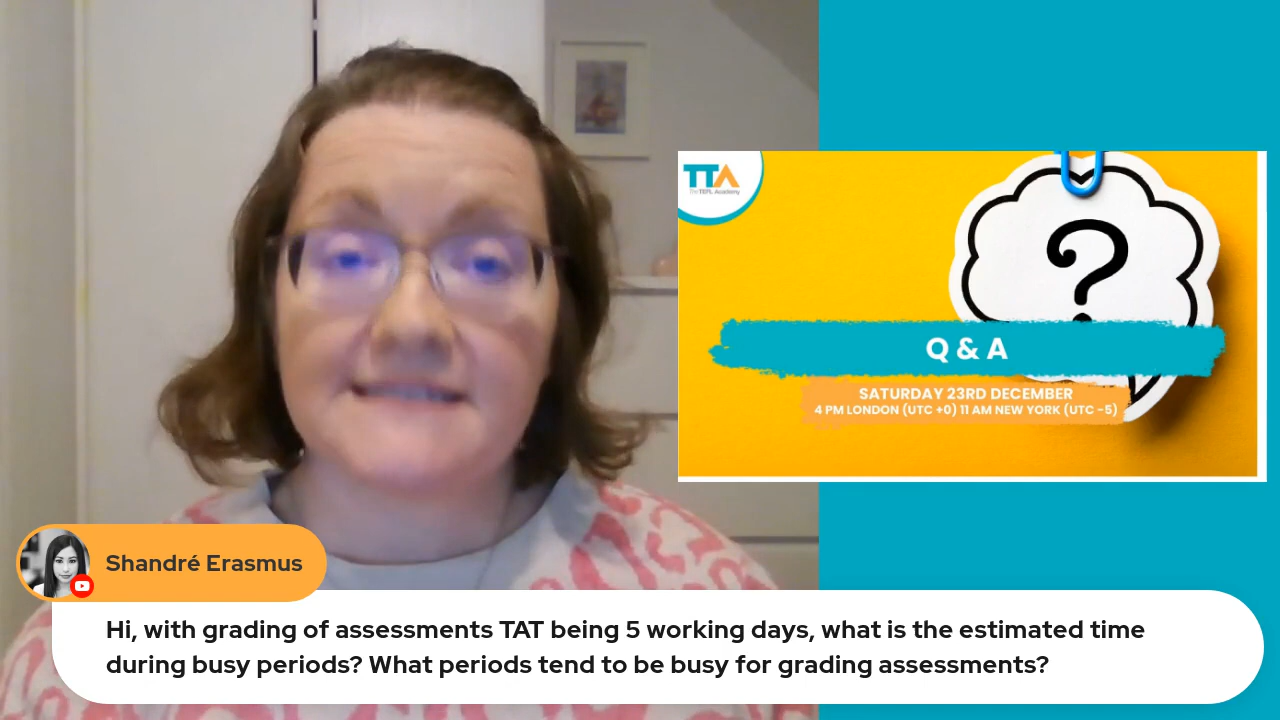 TTA
The TEFL Academy
Q & A
SATURDAY 23RD DECEMBER
4 PM LONDON (UTC +0) 11 AM NEW YORK (UTC -5)
Shandré Erasmus
Hi, with grading of assessments TAT being 5 working days, what is the estimated time
during busy periods? What periods tend to be busy for grading assessments?